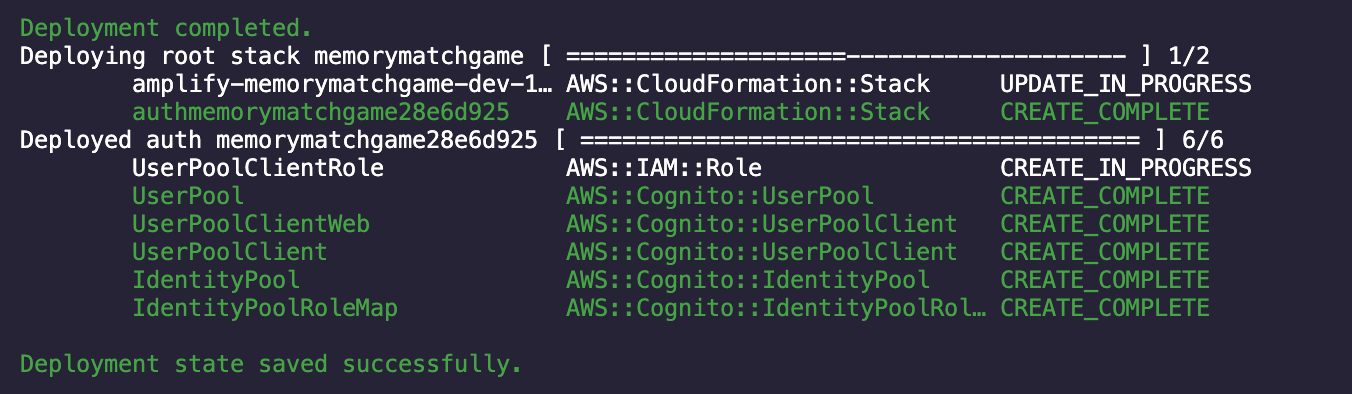 Deployment completed.
Deploying root stack memorymatchgame [ ====================-------------------- ] 1/2
amplify-memorymatchgame-dev-1… AWS::CloudFormation::Stack UPDATE_IN_PROGRESS
authmemorymatchgame28e6d925 AWS::CloudFormation::Stack CREATE_COMPLETE
Deployed auth memorymatchgame28e6d925 [ ======================================== ] 6/6
UserPoolClientRole AWS::IAM::Role CREATE_IN_PROGRESS
UserPool AWS::Cognito::UserPool CREATE_COMPLETE
UserPoolClientWeb AWS::Cognito::UserPoolClient CREATE_COMPLETE
UserPoolClient AWS::Cognito::UserPoolClient CREATE_COMPLETE
IdentityPool AWS::Cognito::IdentityPool CREATE_COMPLETE
IdentityPoolRoleMap AWS::Cognito::IdentityPoolRol… CREATE_COMPLETE
Deployment state saved successfully.